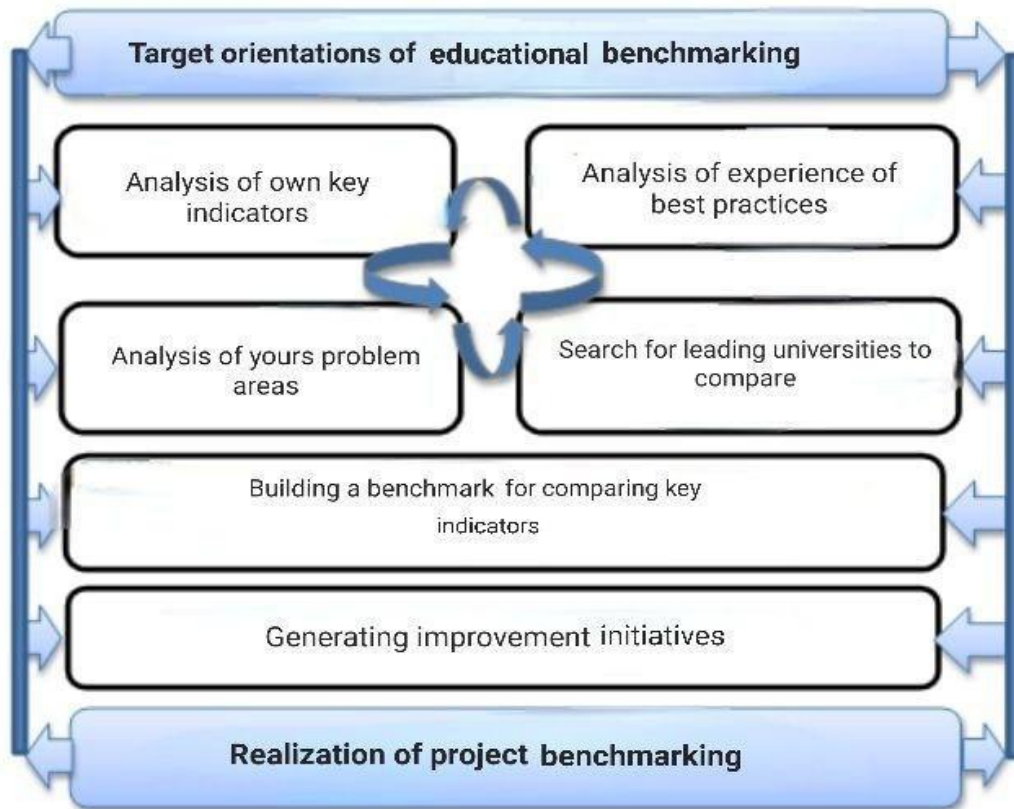 Target orientations of educational benchmarking
Analysis of own key
indicators
Analysis of experience of
best practices
Analysis of yours problem
areas
Search for leading universities to
compare
Building a benchmark for comparing key
indicators
Generating improvement initiatives
Realization of project benchmarking